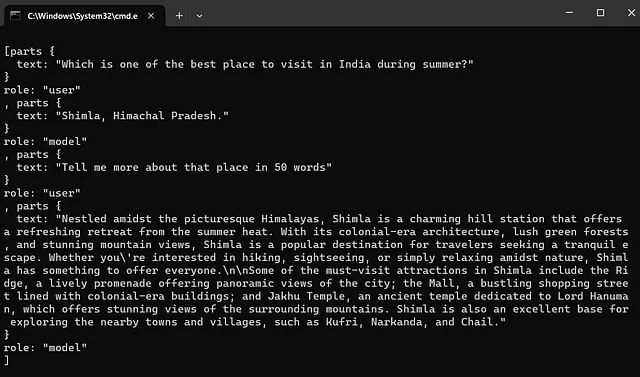 C:\Windows\System32\cmd.e
[parts {
  text: "Which is one of the best place to visit in India during summer?"
}
role: "user"
, parts {
  text: "Shimla, Himachal Pradesh."
}
role: "model"
, parts {
  text: "Tell me more about that place in 50 words"
}
role: "user"
, parts {
  text: "Nestled amidst the picturesque Himalayas, Shimla is a charming hill station that offers
 a refreshing retreat from the summer heat. With its colonial-era architecture, lush green forests
, and stunning mountain views, Shimla is a popular destination for travelers seeking a tranquil e
scape. Whether you\'re interested in hiking, sightseeing, or simply relaxing amidst nature, Shiml
a has something to offer everyone.\n\nSome of the must-visit attractions in Shimla include the Ri
dge, a lively promenade offering panoramic views of the city; the Mall, a bustling shopping stree
t lined with colonial-era buildings; and Jakhu Temple, an ancient temple dedicated to Lord Hanuma
n, which offers stunning views of the surrounding mountains. Shimla is also an excellent base for
 exploring the nearby towns and villages, such as Kufri, Narkanda, and Chail."
}
role: "model"
]